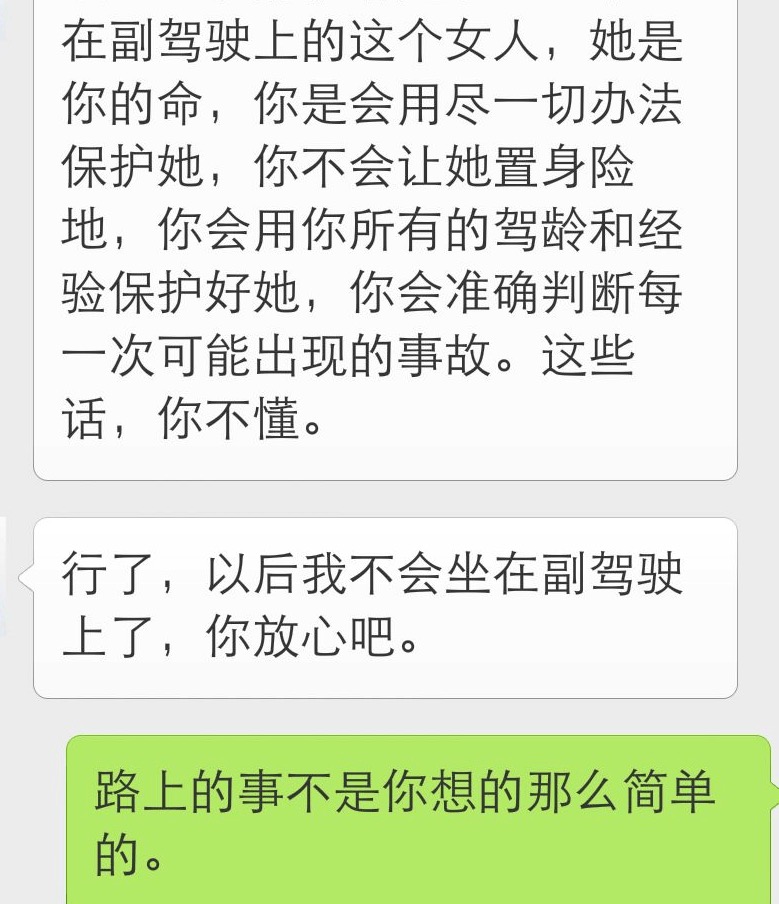 在副驾驶上的这个女人，她是
你的命，你是会用尽一切办法
保护她，你不会让她置身险
地，你会用你所有的驾龄和经
验保护好她，你会准确判断每
一次可能出现的事故。这些
话，你不懂。
行了，以后我不会坐在副驾驶
上了，你放心吧。
路上的事不是你想的那么简单
的。